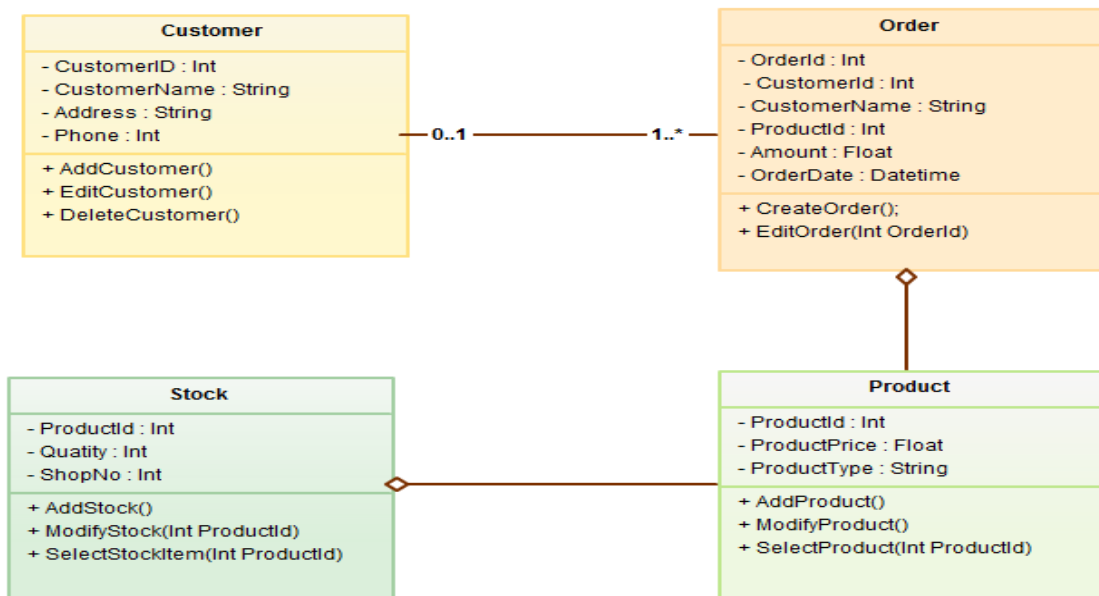 Customer
- CustomerID : Int
- CustomerName : String
- Address : String
- Phone : Int
+ AddCustomer()
+ EditCustomer()
+ DeleteCustomer()
0..1
1..*
Order
- OrderId : Int
- CustomerId : Int
- CustomerName : String
- ProductId : Int
- Amount : Float
- OrderDate : Datetime
+ CreateOrder();
+ EditOrder(Int OrderId)
Stock
- ProductId : Int
- Quatity : Int
- ShopNo : Int
+ AddStock()
+ ModifyStock(Int ProductId)
+ SelectStockItem(Int ProductId)
Product
- ProductId : Int
- ProductPrice : Float
- ProductType : String
+ AddProduct()
+ ModifyProduct()
+ SelectProduct(Int ProductId)